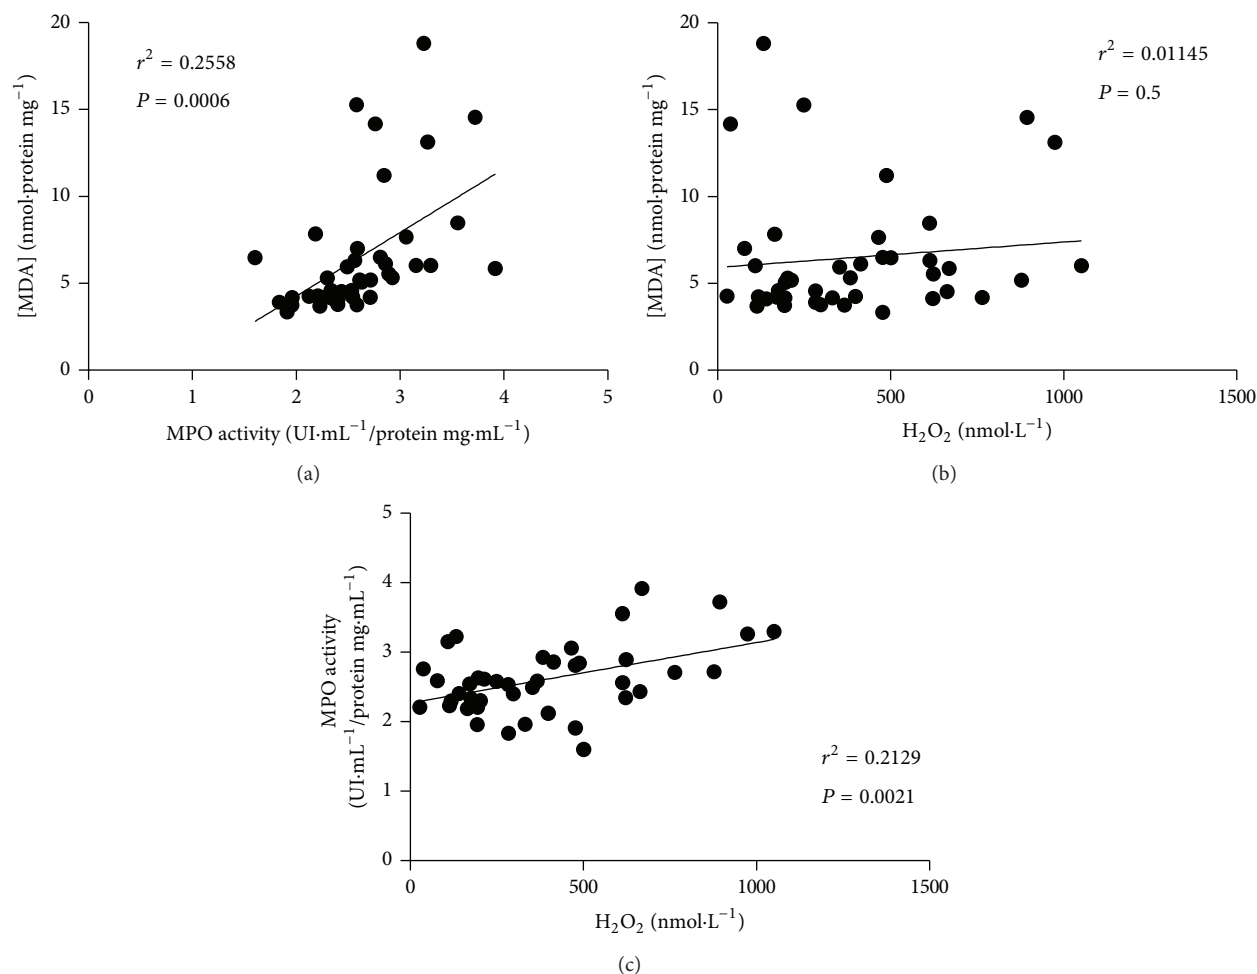 20
15
10
5
0
[MDA] (nmol·protein mg⁻¹)
r² = 0.2558
P = 0.0006
0 1 2 3 4 5
MPO activity (UI·mL⁻¹/protein mg·mL⁻¹)
(a)
20
15
10
5
0
[MDA] (nmol·protein mg⁻¹)
r² = 0.01145
P = 0.5
0 500 1000 1500
H₂O₂ (nmol·L⁻¹)
(b)
5
4
3
2
1
0
MPO activity
(UI·mL⁻¹/protein mg·mL⁻¹)
r² = 0.2129
P = 0.0021
0 500 1000 1500
H₂O₂ (nmol·L⁻¹)
(c)